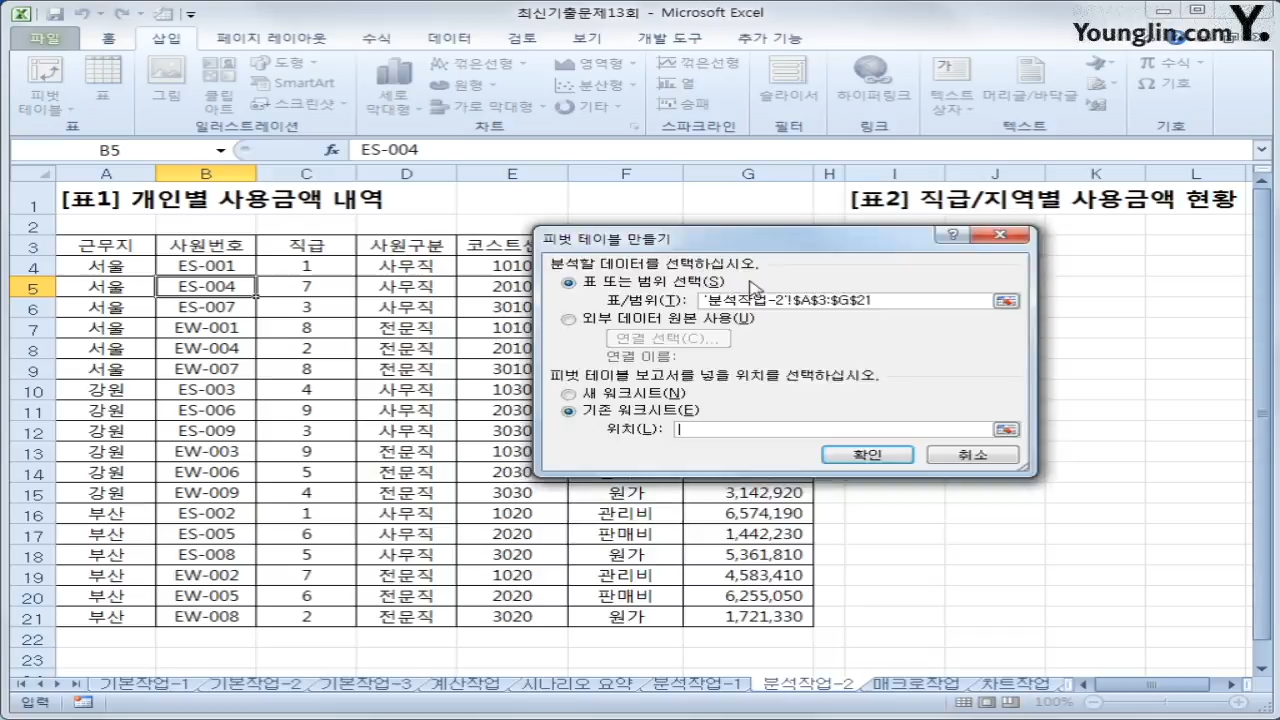 최신기출문제13회 - Microsoft Excel
Younglin.com Y.
파일 홈 삽입 페이지 레이아웃 수식 데이터 검토 보기 개발 도구 추가 기능
피벗 테이블 표 그림 클립 아트 도형 SmartArt 스크린샷 세로 막대형 꺾은선형 원형 가로 막대형 영역형 분산형 기타 꺾은선형 열 승패 슬라이서 하이퍼링크 텍스트 상자 머리글/바닥글 π 수식 Ω 기호
표 일러스트레이션 차트 스파크라인 필터 링크 텍스트 기호
B5 fx ES-004
A B C D E F G H I J K L
1 [표1] 개인별 사용금액 내역 [표2] 직급/지역별 사용금액 현황
2
3 근무지 사원번호 직급 사원구분
4 서울 ES-001 1 사무직 1010
5 서울 ES-004 7 사무직 2010
6 서울 ES-007 3 사무직 3010
7 서울 EW-001 8 전문직 1010
8 서울 EW-004 2 전문직 2010
9 서울 EW-007 8 전문직 3010
10 강원 ES-003 4 사무직 1030
11 강원 ES-006 9 사무직 2030
12 강원 ES-009 3 사무직 3030
13 강원 EW-003 9 전문직 1030
14 강원 EW-006 5 전문직 2030
15 강원 EW-009 4 전문직 3030 원가 3,142,920
16 부산 ES-002 1 사무직 1020 관리비 6,574,190
17 부산 ES-005 6 사무직 2020 판매비 1,442,230
18 부산 ES-008 5 사무직 3020 원가 5,361,810
19 부산 EW-002 7 전문직 1020 관리비 4,583,410
20 부산 EW-005 6 전문직 2020 판매비 6,255,050
21 부산 EW-008 2 전문직 3020 원가 1,721,330
22
23
피벗 테이블 만들기
분석할 데이터를 선택하십시오.
표 또는 범위 선택(S)
표/범위(T): '분석작업-2'!$A$3:$G$21
외부 데이터 원본 사용(U)
연결 선택(C)...
연결 이름:
피벗 테이블 보고서를 넣을 위치를 선택하십시오.
새 워크시트(N)
기존 워크시트(E)
위치(L):
확인 취소
기본작업-1 기본작업-2 기본작업-3 계산작업 시나리오 요약 분석작업-1 분석작업-2 매크로작업 차트작업
입력 100%